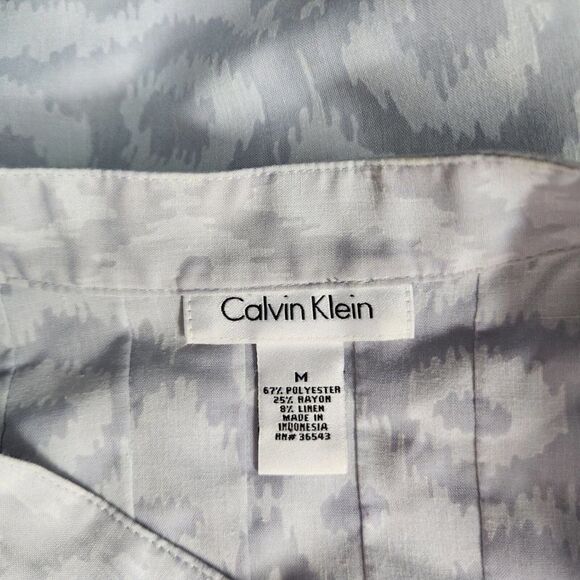 Calvin Klein
M
67% POLYESTER
25% RAYON
8% LINEN
MADE IN
INDONESIA
RN# 36543